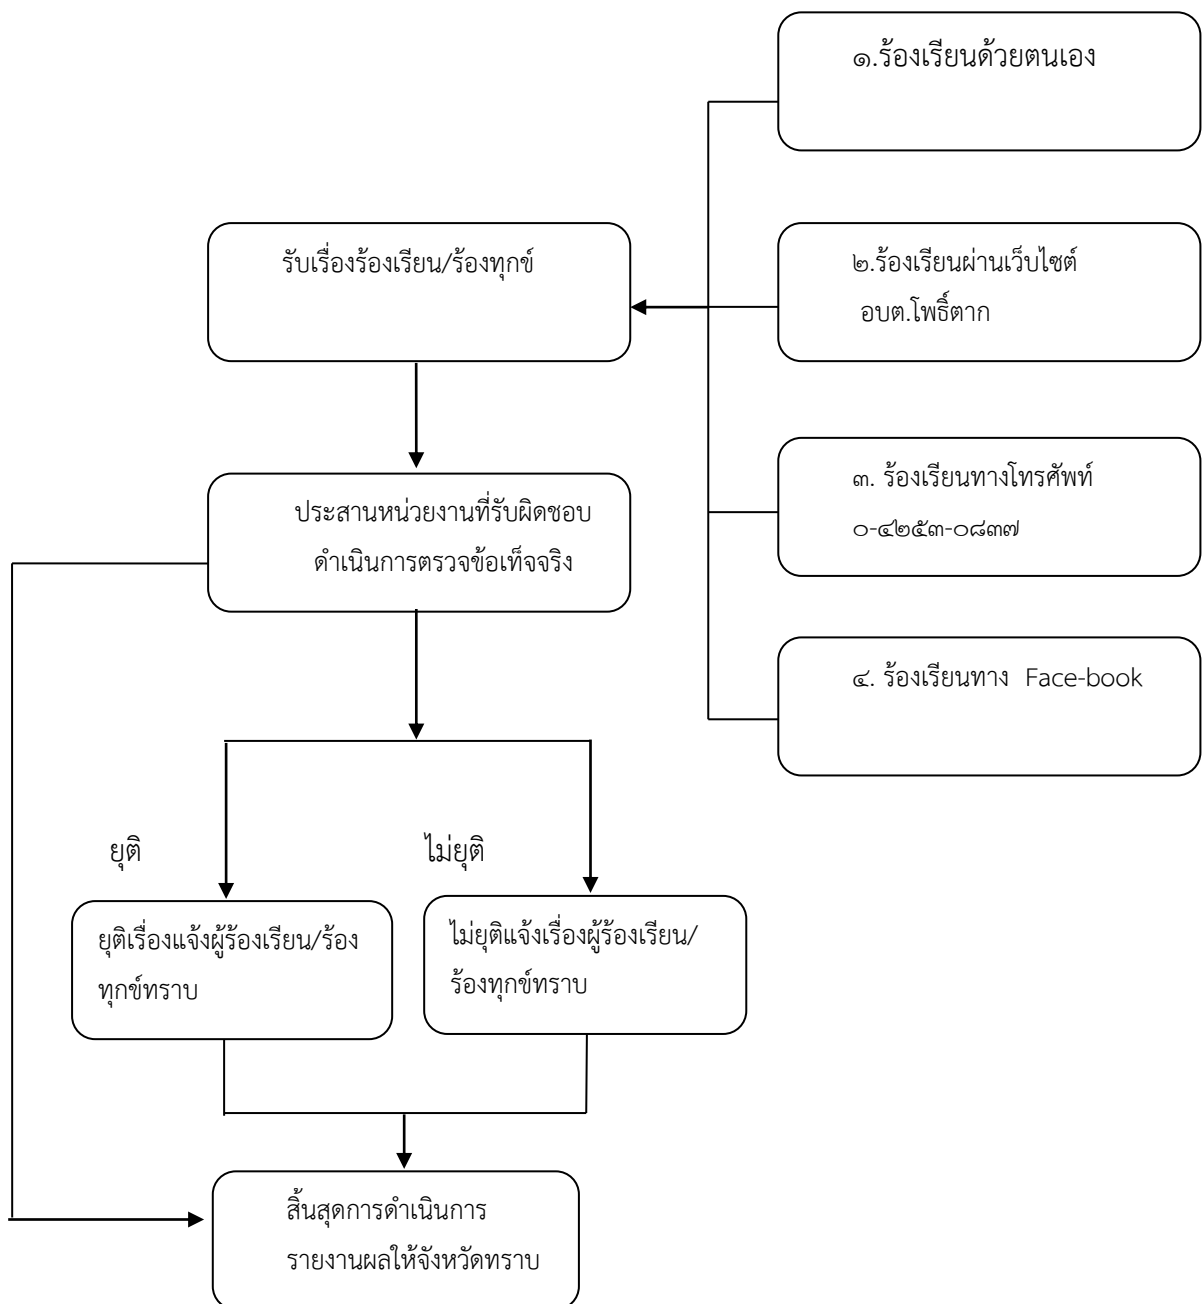 ๑.ร้องเรียนด้วยตนเอง
รับเรื่องร้องเรียน/ร้องทุกข์
๒.ร้องเรียนผ่านเว็บไซต์
อบต.โพธิ์ตาก
๓. ร้องเรียนทางโทรศัพท์
๐-๔๒๕๓-๐๘๓๗
ประสานหน่วยงานที่รับผิดชอบ
ดำเนินการตรวจข้อเท็จจริง
๔. ร้องเรียนทาง Face-book
ยุติ
ไม่ยุติ
ยุติเรื่องแจ้งผู้ร้องเรียน/ร้อง
ทุกข์ทราบ
ไม่ยุติแจ้งเรื่องผู้ร้องเรียน/
ร้องทุกข์ทราบ
สิ้นสุดการดำเนินการ
รายงานผลให้จังหวัดทราบ